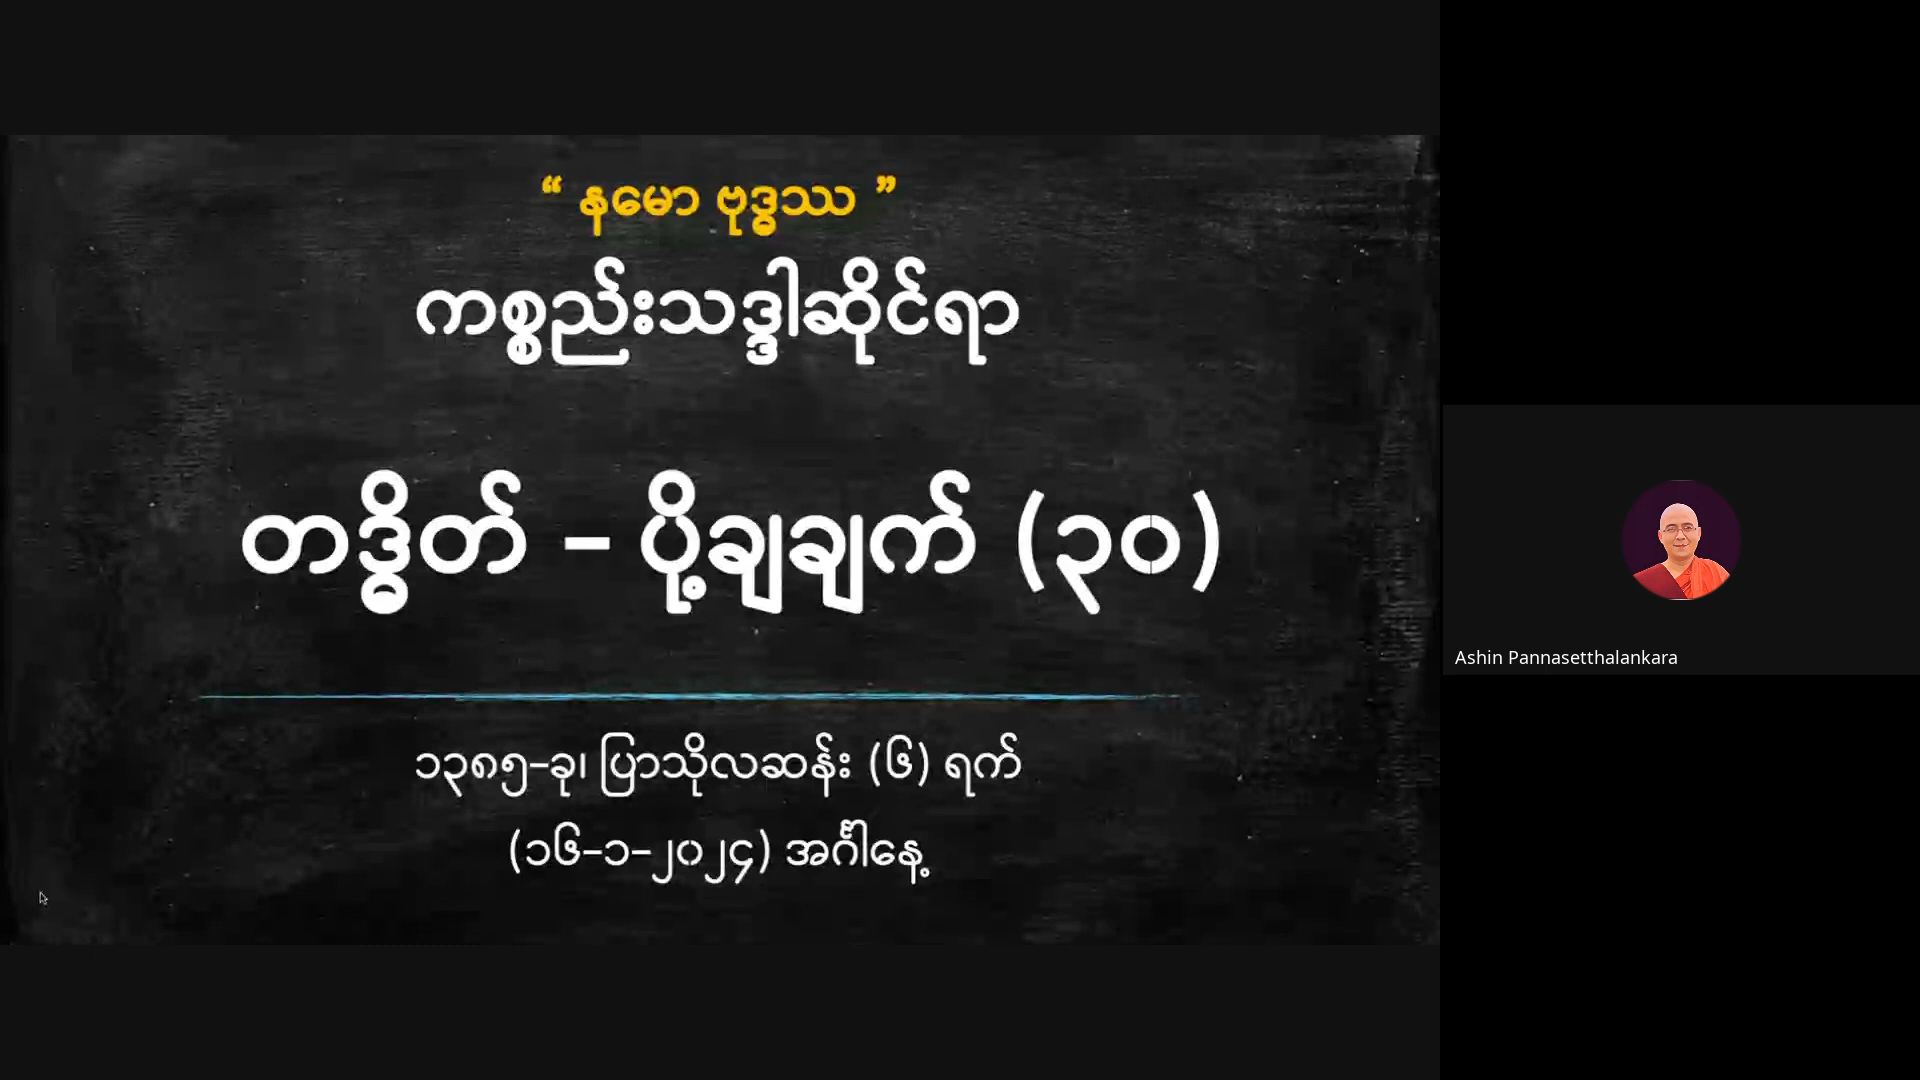 “ နမော ဗုဒ္ဓဿ ”
ကစ္စည်းသဒ္ဒါဆိုင်ရာ
တဒ္ဓိတ် – ပို့ချချက် (၃၀)
၁၃၈၅–ခု၊ ပြာသိုလဆန်း (၆) ရက်
(၁၆–၁–၂၀၂၄) အင်္ဂါနေ့
Ashin Pannasetthalankara